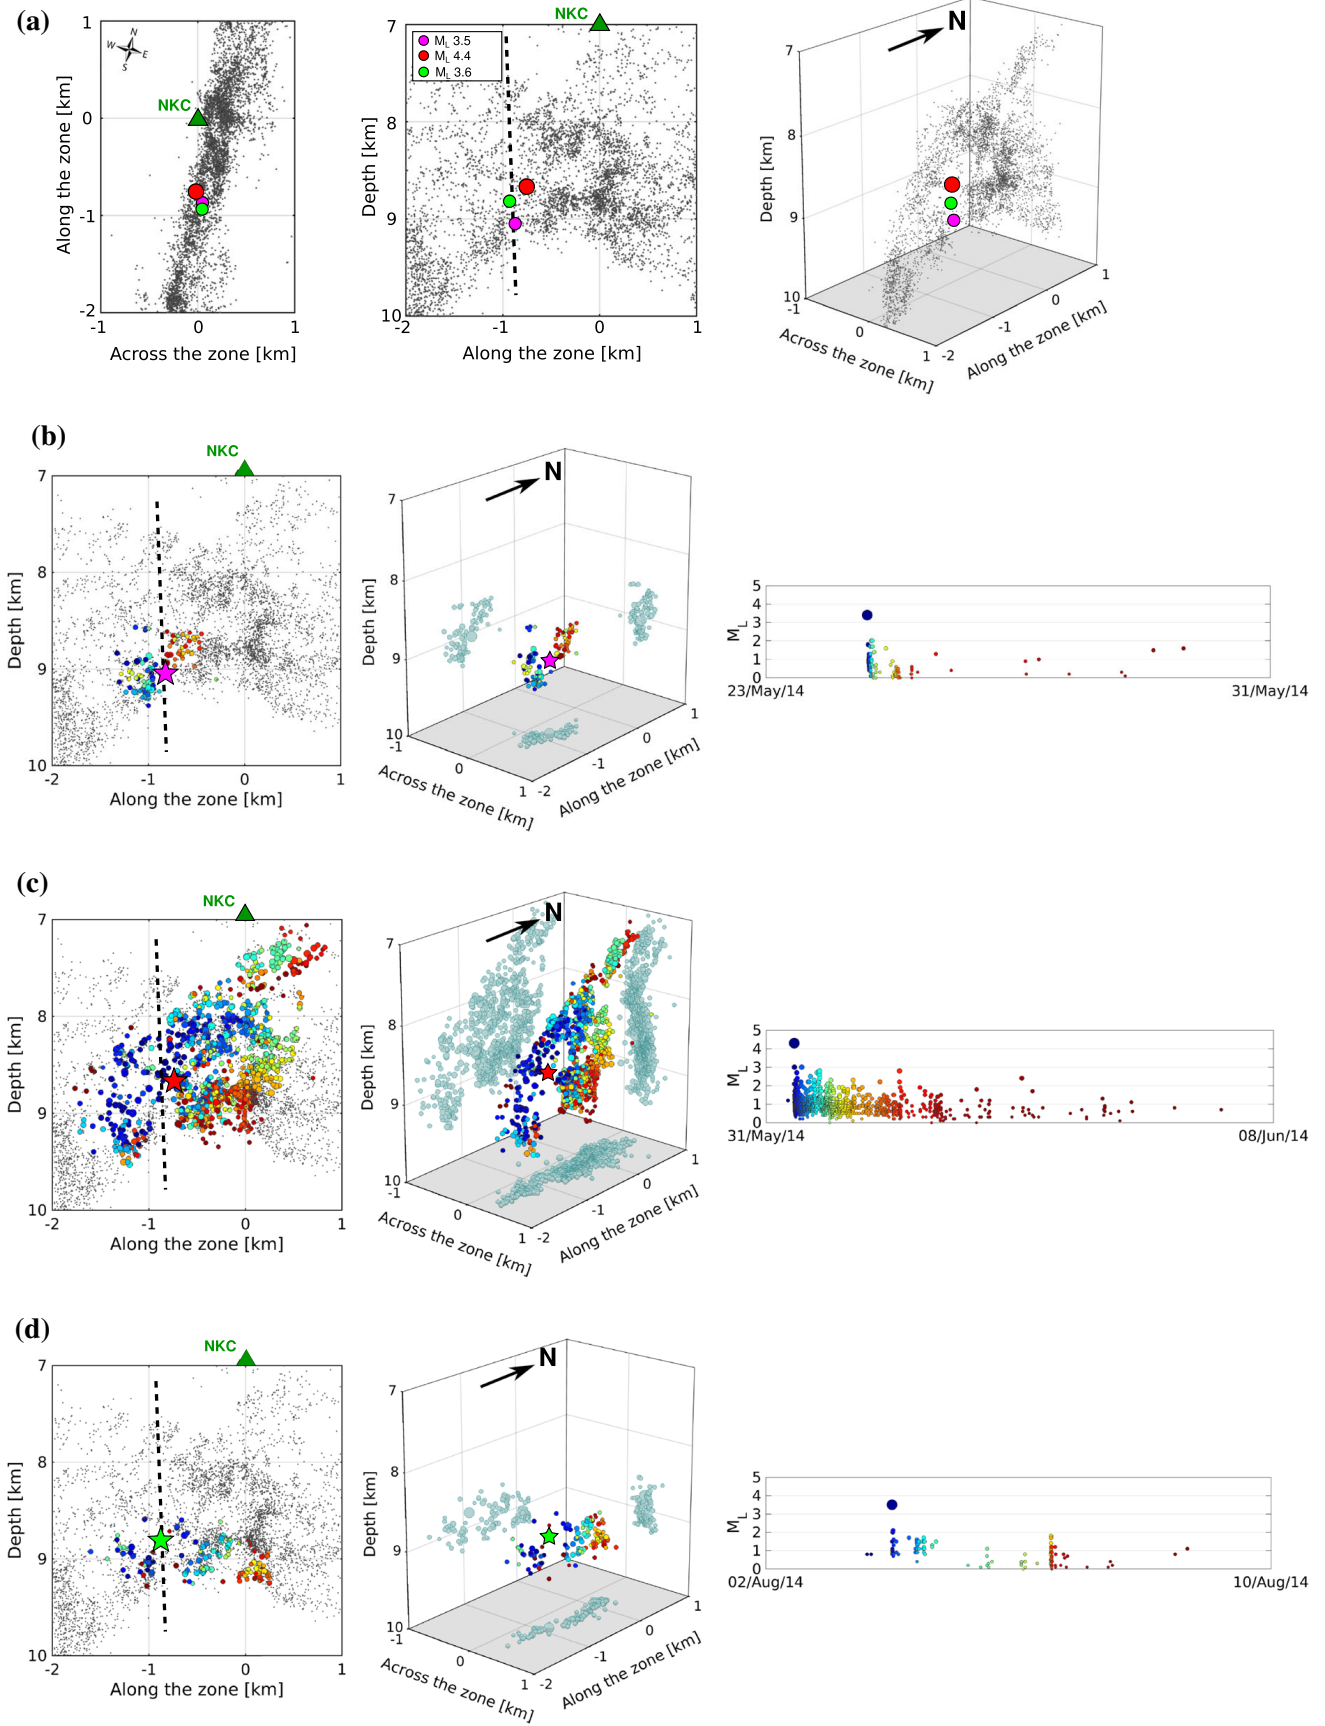 (a)
1
0
-1
-2
-1
0
1
Along the zone [km]
Across the zone [km]
N
W
E
S
NKC
NKC
M_L 3.5
M_L 4.4
M_L 3.6
7
8
9
10
-2
-1
0
1
Depth [km]
Along the zone [km]
N
7
8
9
10
Depth [km]
0
1
Across the zone [km]
-2
-1
0
1
Along the zone [km]
(b)
NKC
7
8
9
10
-2
-1
0
1
Depth [km]
Along the zone [km]
N
7
8
9
10
Depth [km]
-1
0
1
Across the zone [km]
-2
-1
0
1
Along the zone [km]
5
4
3
2
1
0
M_L
23/May/14
31/May/14
(c)
NKC
7
8
9
10
-2
-1
0
1
Depth [km]
Along the zone [km]
N
7
8
9
10
Depth [km]
-1
0
1
Across the zone [km]
-2
-1
0
1
Along the zone [km]
5
4
3
2
1
0
M_L
31/May/14
08/Jun/14
(d)
NKC
7
8
9
10
-2
-1
0
1
Depth [km]
Along the zone [km]
N
7
8
9
10
Depth [km]
-1
0
1
Across the zone [km]
-2
-1
0
1
Along the zone [km]
5
4
3
2
1
0
M_L
02/Aug/14
10/Aug/14